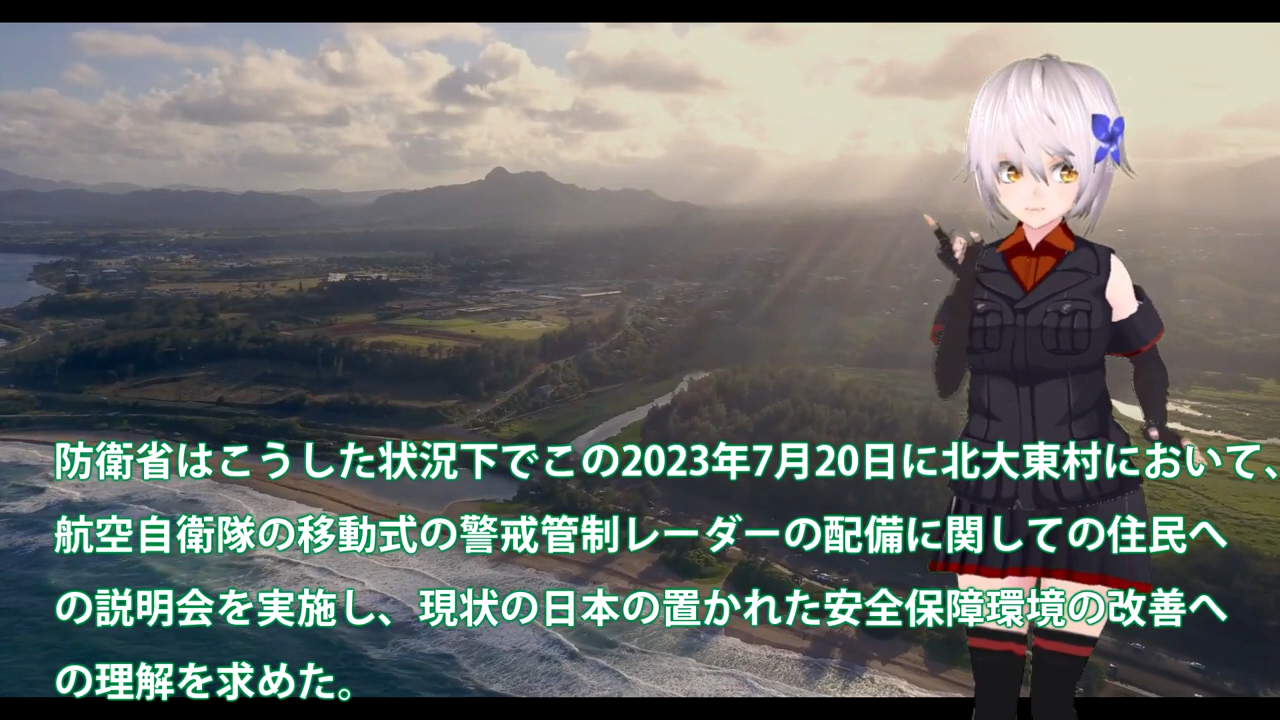 防衛省はこうした状況下でこの2023年7月20日に北大東村において、
航空自衛隊の移動式の警戒管制レーダーの配備に関しての住民へ
の説明会を実施し、現状の日本の置かれた安全保障環境の改善へ
の理解を求めた。